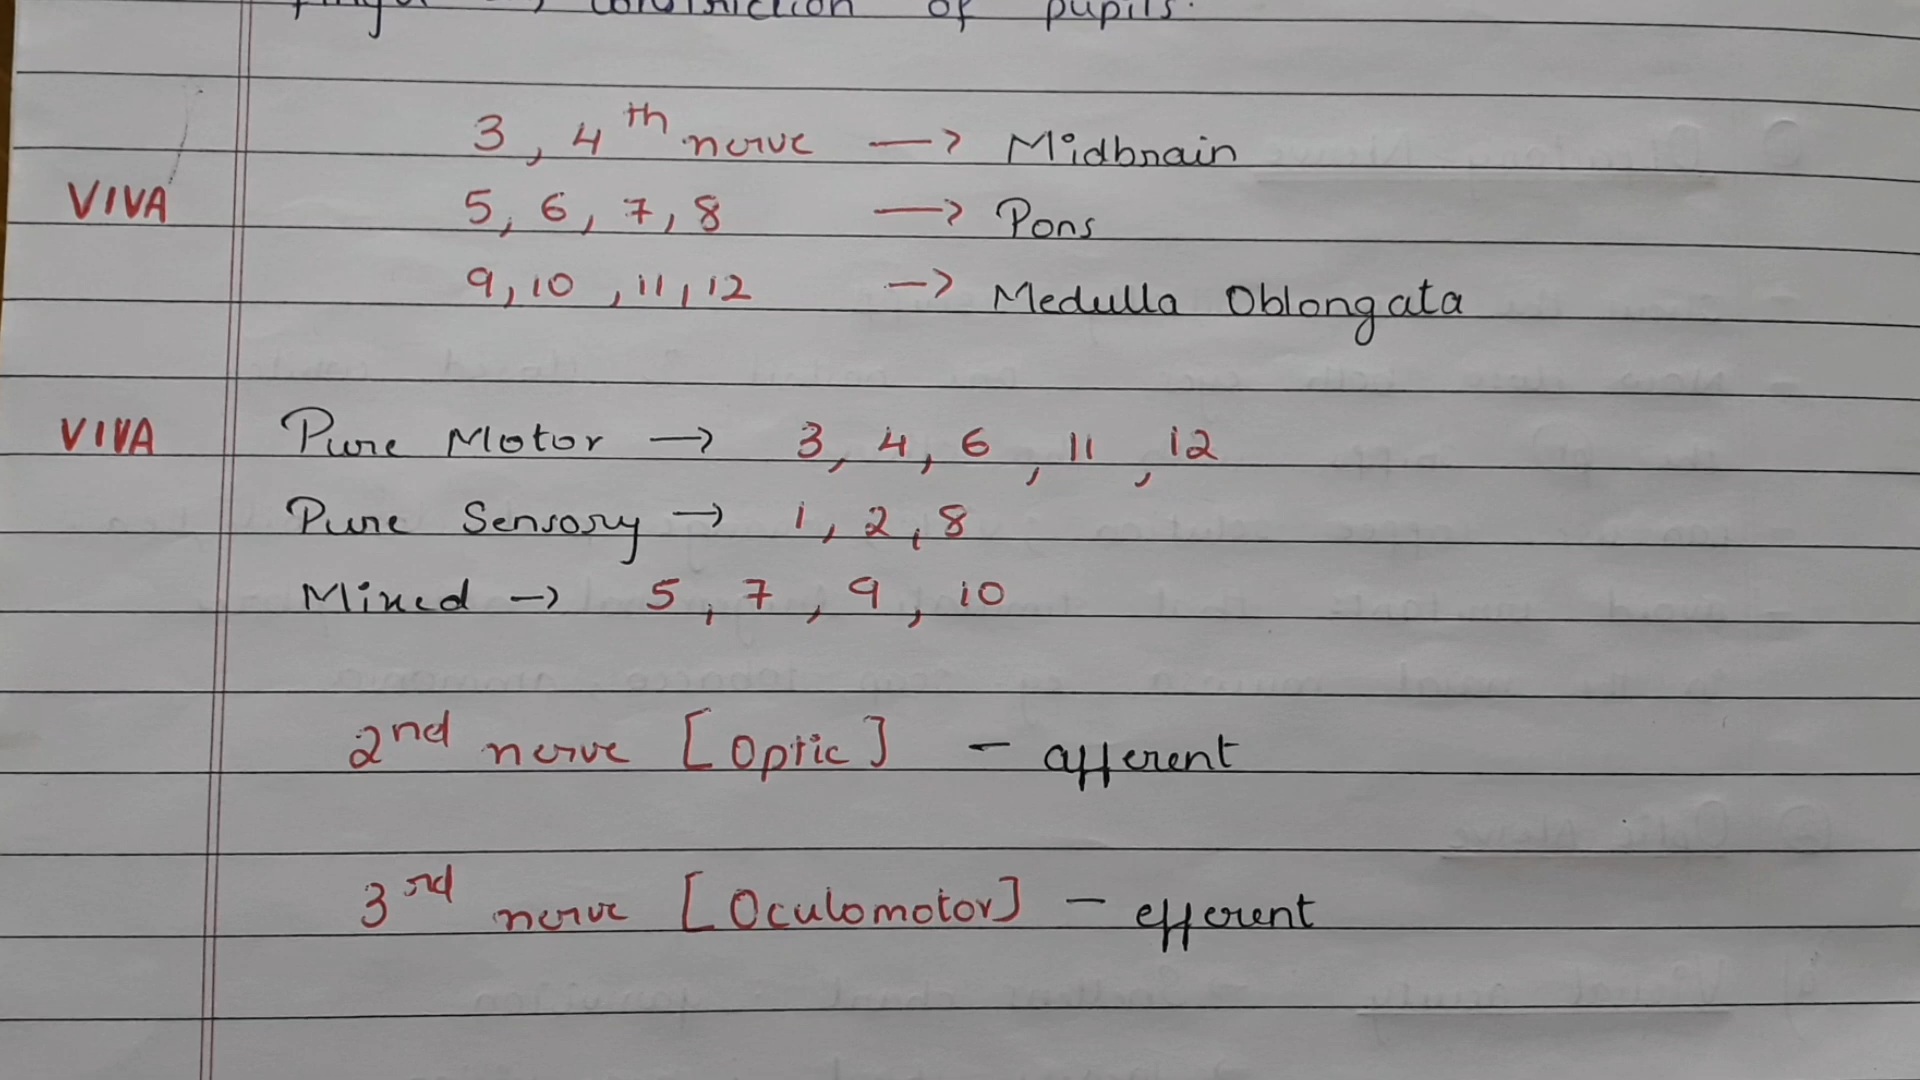 of pupils.
3, 4th nerve —> Midbrain
VIVA 5, 6, 7, 8 —> Pons
9, 10, 11, 12 —> Medulla Oblongata
VIVA Pure Motor —> 3, 4, 6, 11, 12
Pure Sensory —> 1, 2, 8
Mixed —> 5, 7, 9, 10
2nd nerve [Optic] - afferent
3rd nerve [Oculomotor] - efferent